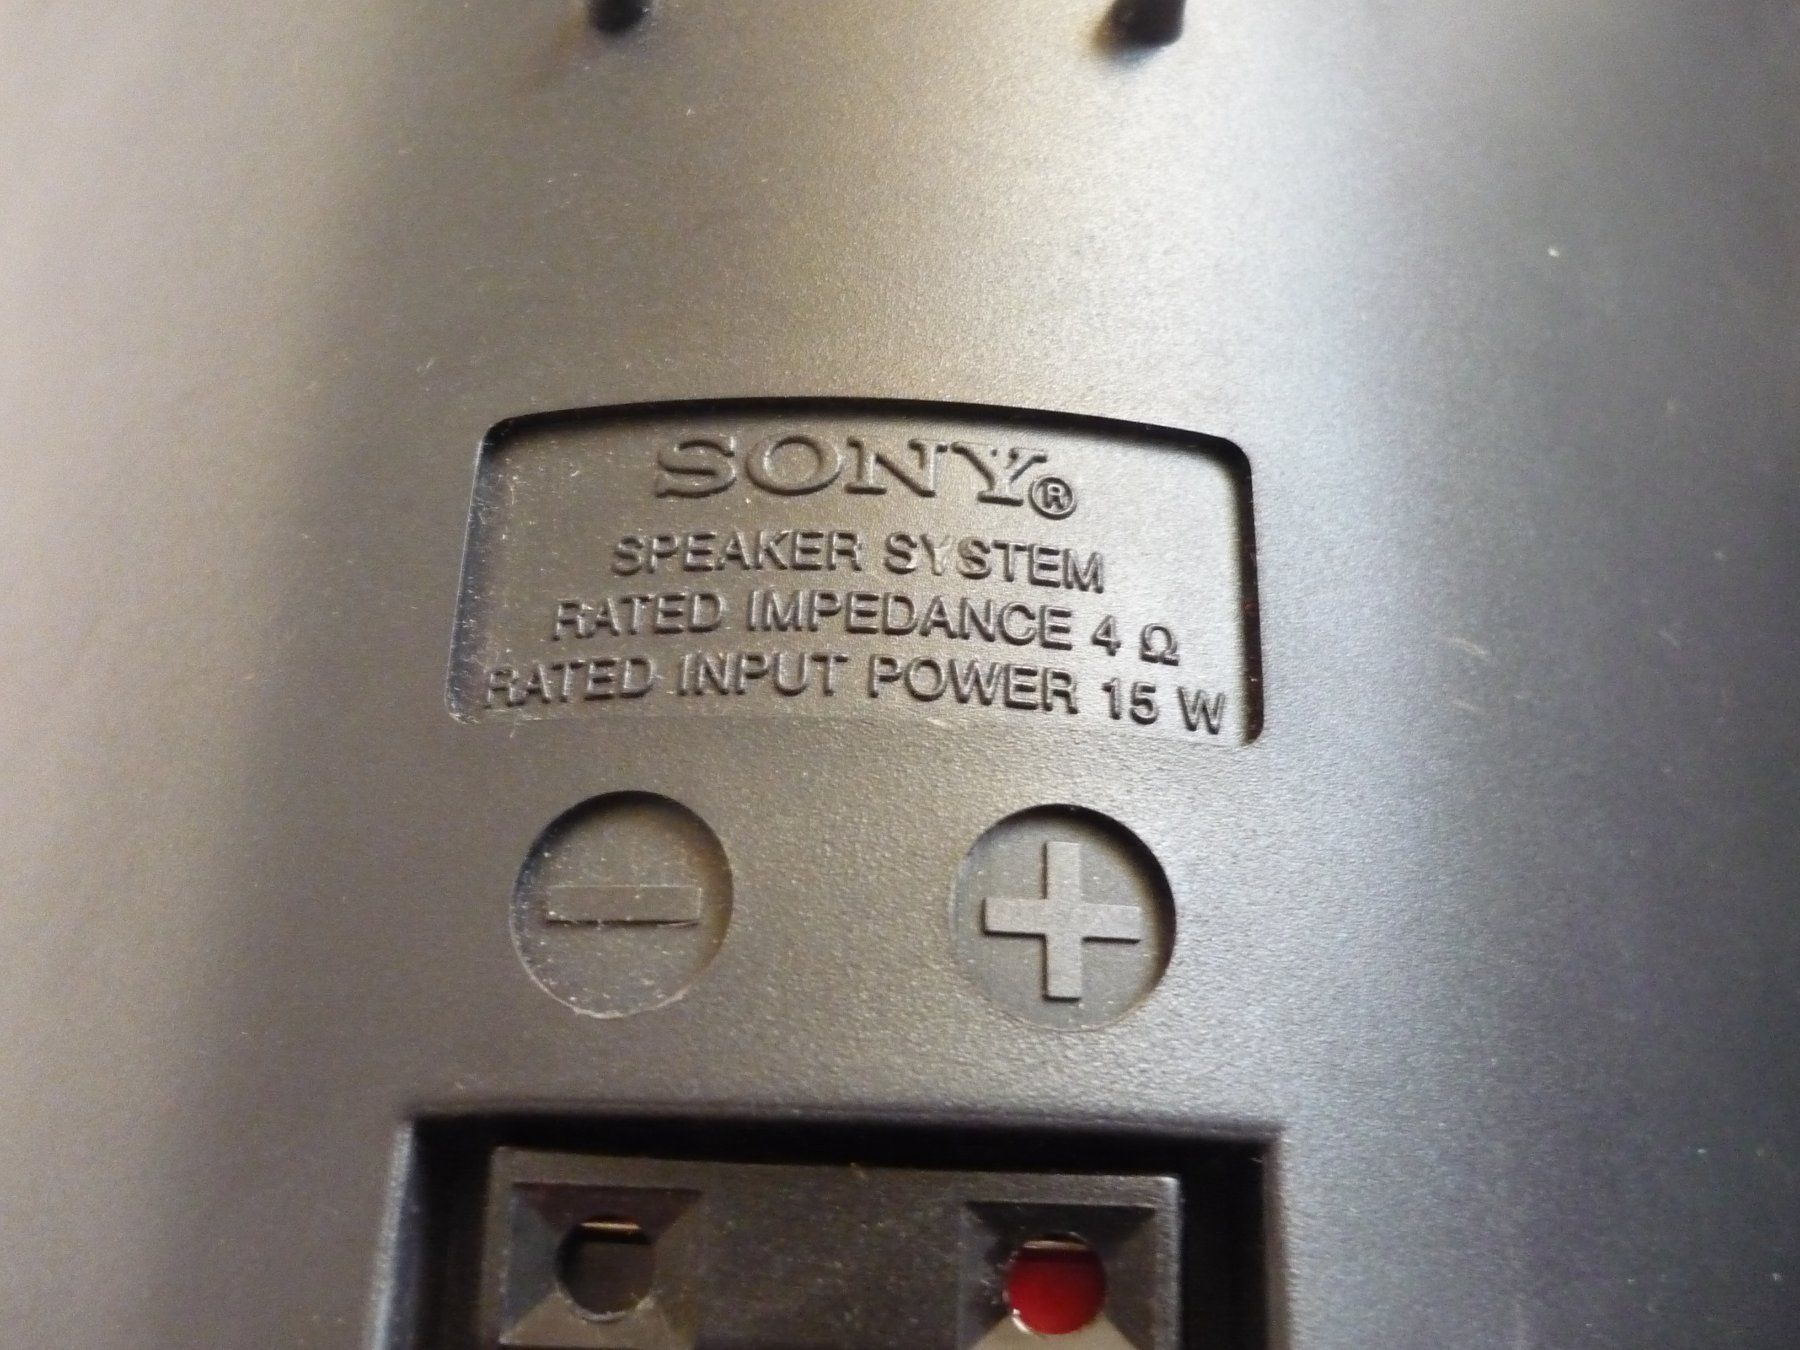 SONY®
SPEAKER SYSTEM
RATED IMPEDANCE 4 Ω
RATED INPUT POWER 15 W
− +